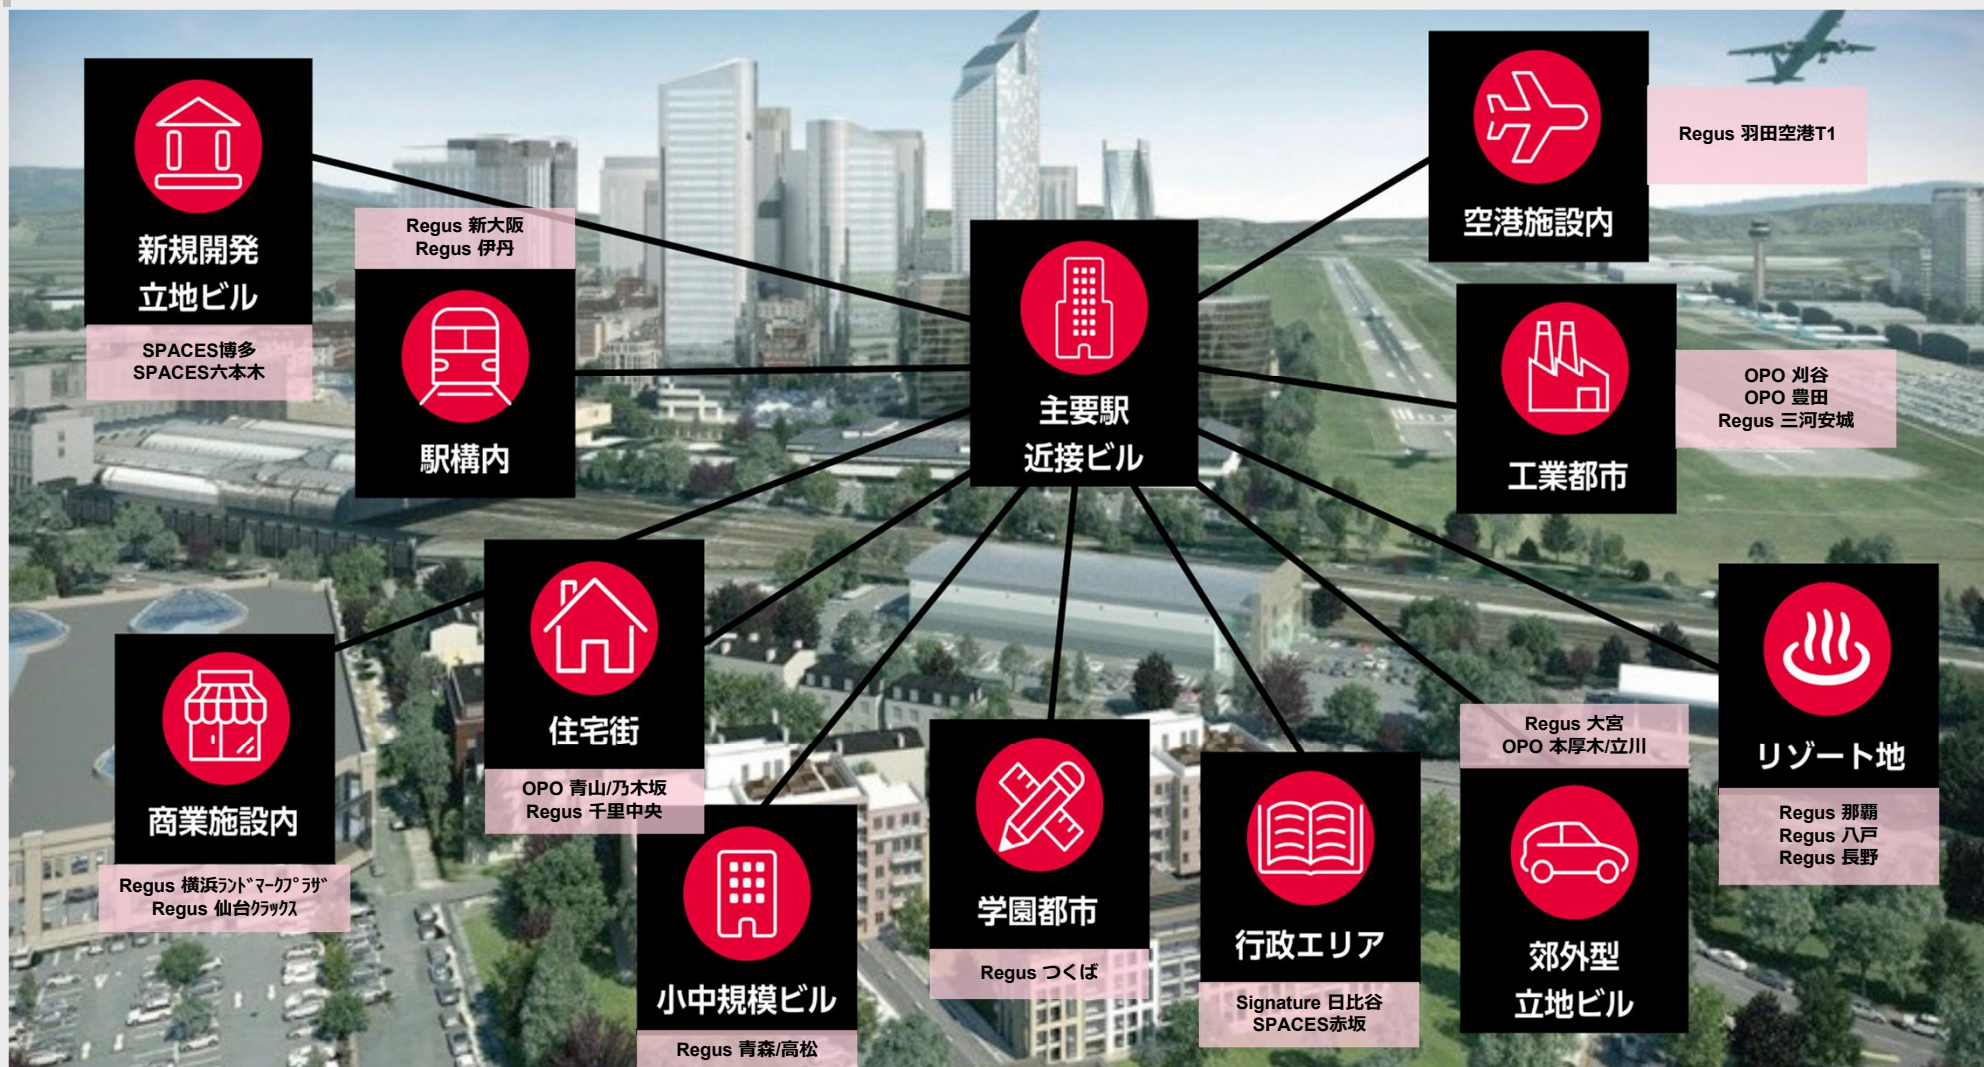 新規開発
立地ビル
SPACES博多
SPACES六本木
Regus 新大阪
Regus 伊丹
駅構内
主要駅
近接ビル
空港施設内
Regus 羽田空港T1
工業都市
OPO 刈谷
OPO 豊田
Regus 三河安城
商業施設内
Regus 横浜ﾗﾝﾄﾞﾏｰｸﾌﾟﾗｻﾞ
Regus 仙台ｸﾗｯｸｽ
住宅街
OPO 青山/乃木坂
Regus 千里中央
小中規模ビル
Regus 青森/高松
学園都市
Regus つくば
行政エリア
Signature 日比谷
SPACES赤坂
Regus 大宮
OPO 本厚木/立川
郊外型
立地ビル
リゾート地
Regus 那覇
Regus 八戸
Regus 長野